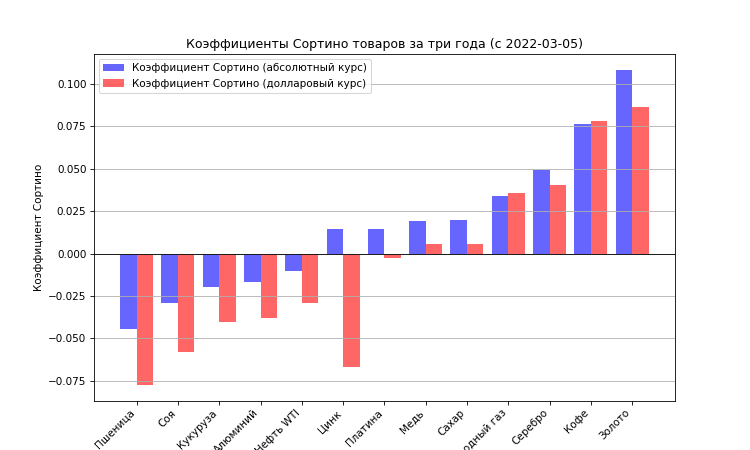 Коэффициенты Сортино товаров за три года (с 2022-03-05)
Коэффициент Сортино (абсолютный курс)
Коэффициент Сортино (долларовый курс)
Коэффициент Сортино
0.100
0.075
0.050
0.025
0.000
−0.025
−0.050
−0.075
Пшеница
Соя
Кукуруза
Алюминий
Нефть WTI
Цинк
Платина
Медь
Сахар
одный газ
Серебро
Кофе
Золото